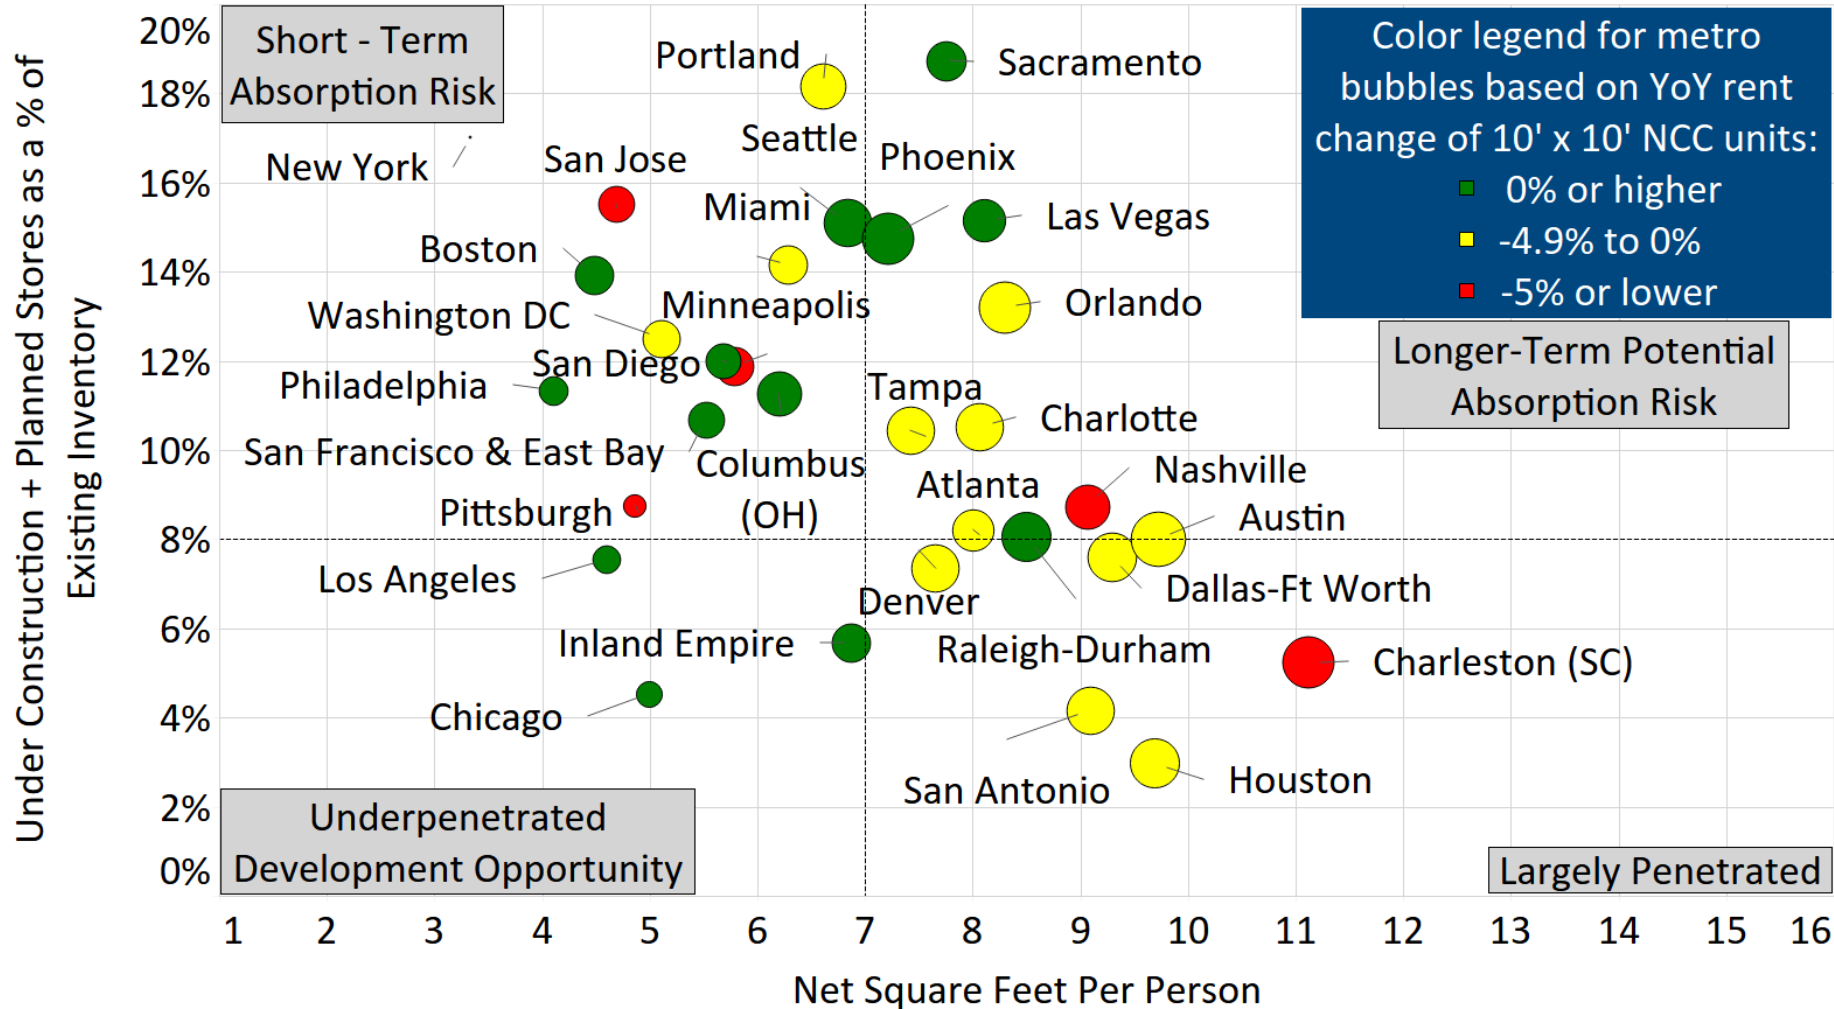 Under Construction + Planned Stores as a % of
Existing Inventory
20%
18%
16%
14%
12%
10%
8%
6%
4%
2%
0%
Short - Term
Absorption Risk
Color legend for metro
bubbles based on YoY rent
change of 10' x 10' NCC units:
0% or higher
-4.9% to 0%
-5% or lower
Longer-Term Potential
Absorption Risk
Portland
Sacramento
Seattle
New York
San Jose
Phoenix
Miami
Las Vegas
Boston
Washington DC
Minneapolis
Orlando
San Diego
Philadelphia
Tampa
Charlotte
San Francisco & East Bay
Columbus
(OH)
Nashville
Atlanta
Pittsburgh
Austin
Los Angeles
Denver
Dallas-Ft Worth
Inland Empire
Raleigh-Durham
Charleston (SC)
Chicago
San Antonio
Houston
Underpenetrated
Development Opportunity
Largely Penetrated
1 2 3 4 5 6 7 8 9 10 11 12 13 14 15 16
Net Square Feet Per Person